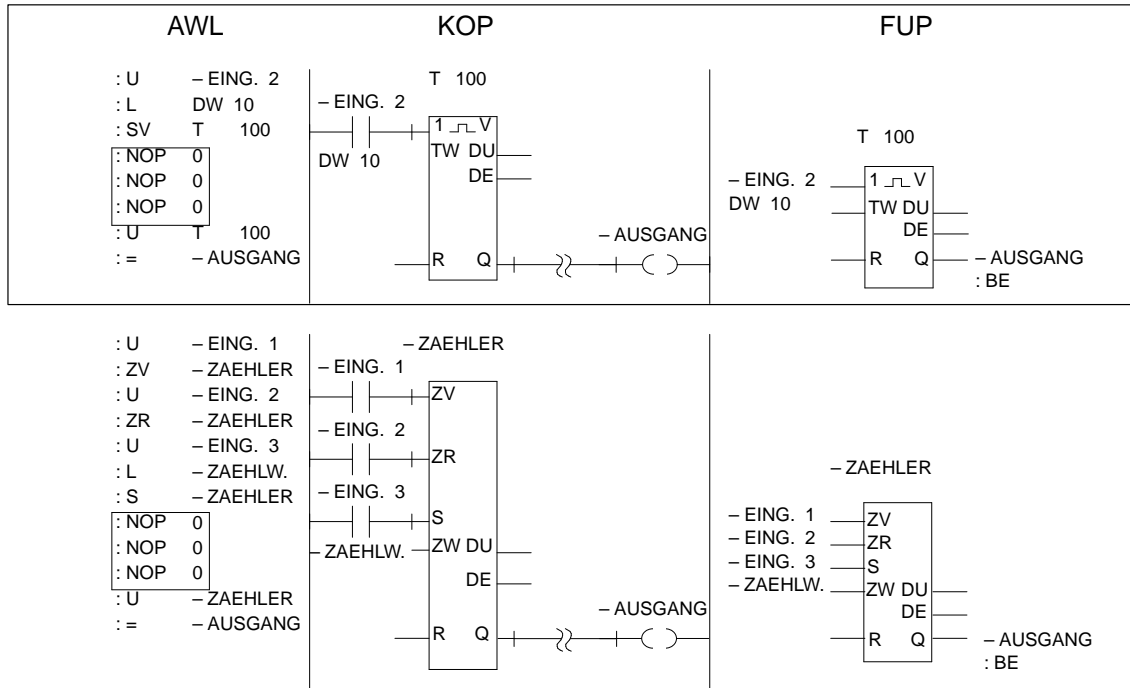 AWL KOP FUP
: U – EING. 2
: L DW 10
: SV T 100
: NOP 0
: NOP 0
: NOP 0
: U T 100
: = – AUSGANG
T 100
– EING. 2
1 V
DW 10
TW DU
DE
– AUSGANG
R Q
T 100
– EING. 2 1 V
DW 10 TW DU
DE
R Q – AUSGANG
: BE
: U – EING. 1
: ZV – ZAEHLER
: U – EING. 2
: ZR – ZAEHLER
: U – EING. 3
: L – ZAEHLW.
: S – ZAEHLER
: NOP 0
: NOP 0
: NOP 0
: U – ZAEHLER
: = – AUSGANG
– ZAEHLER
– EING. 1
ZV
– EING. 2
ZR
– EING. 3
S
– ZAEHLW. ZW DU
DE
– AUSGANG
R Q
– ZAEHLER
– EING. 1 ZV
– EING. 2 ZR
– EING. 3 S
– ZAEHLW. ZW DU
DE
R Q – AUSGANG
: BE